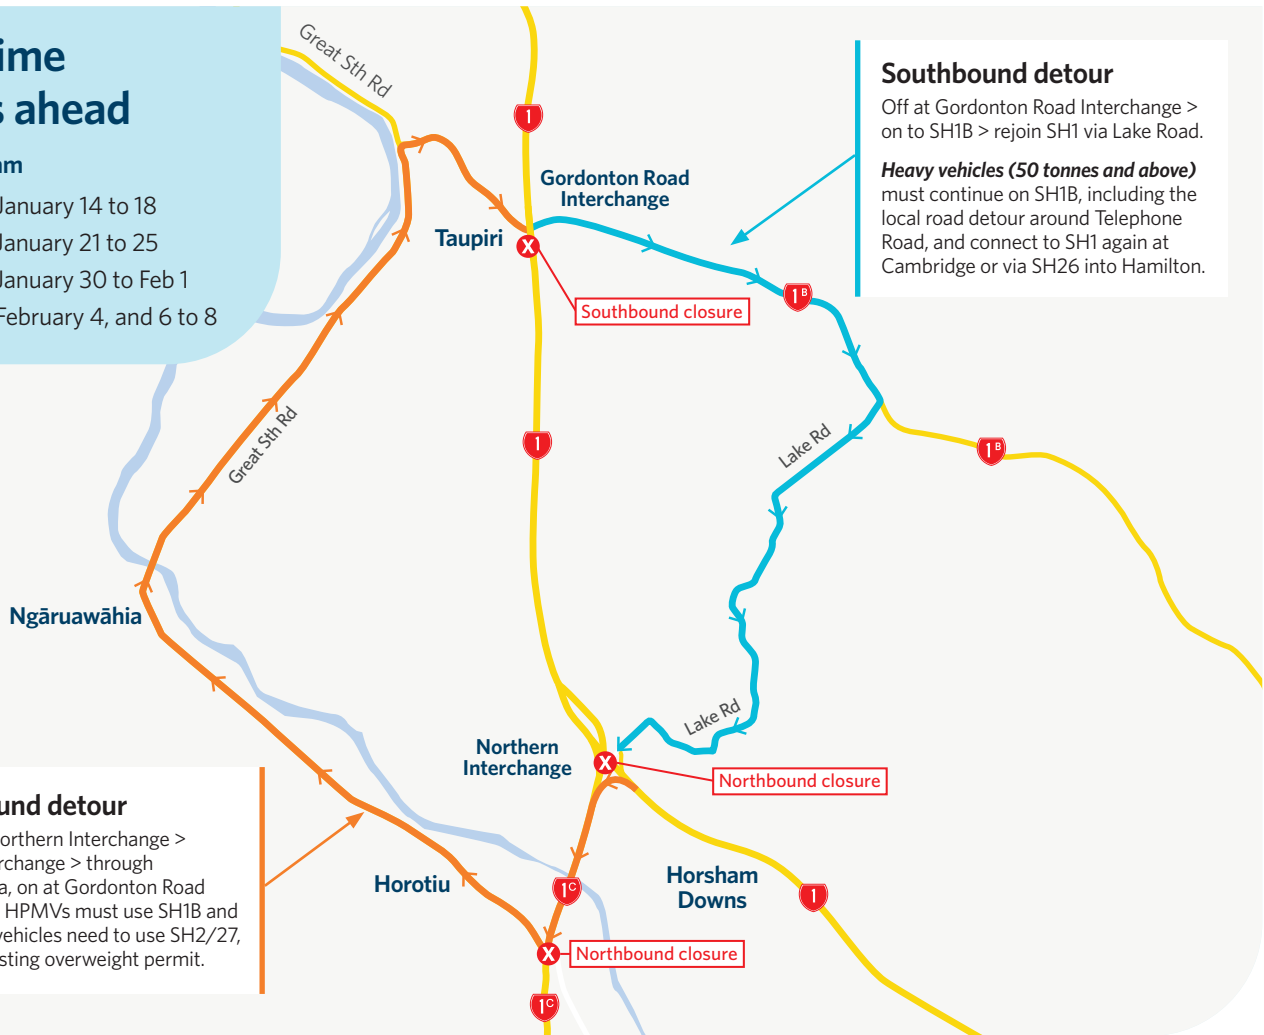 ime
s ahead
am
January 14 to 18
January 21 to 25
January 30 to Feb 1
February 4, and 6 to 8
Great Sth Rd
1
Gordonton Road
Interchange
Taupiri
X
Southbound closure
1B
Southbound detour
Off at Gordonton Road Interchange >
on to SH1B > rejoin SH1 via Lake Road.
Heavy vehicles (50 tonnes and above)
must continue on SH1B, including the
local road detour around Telephone
Road, and connect to SH1 again at
Cambridge or via SH26 into Hamilton.
Great Sth Rd
1
Lake Rd
1B
Ngāruawāhia
Lake Rd
Northern
Interchange
X
Northbound closure
und detour
orthern Interchange >
rchange > through
a, on at Gordonton Road
HPMVs must use SH1B and
vehicles need to use SH2/27,
sting overweight permit.
Horotiu
1C
Horsham
Downs
1
X
Northbound closure
1C